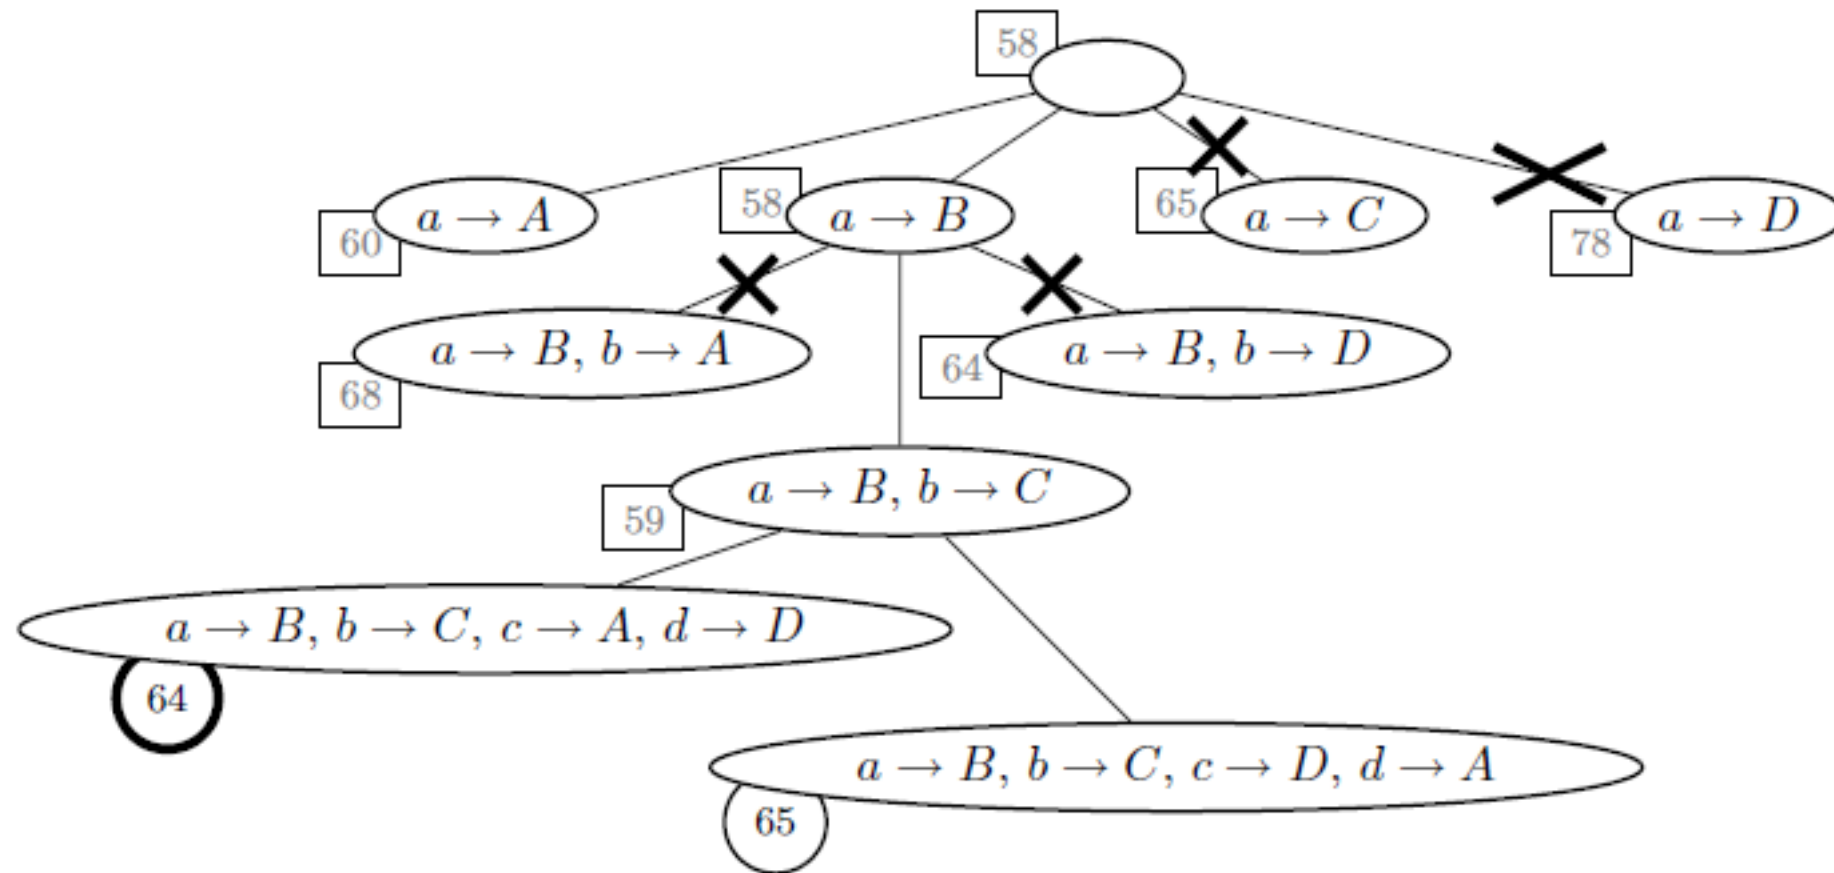 58
a → A
60
a → B
58
a → C
65
a → D
78
a → B, b → A
68
a → B, b → D
64
a → B, b → C
59
a → B, b → C, c → A, d → D
64
a → B, b → C, c → D, d → A
65